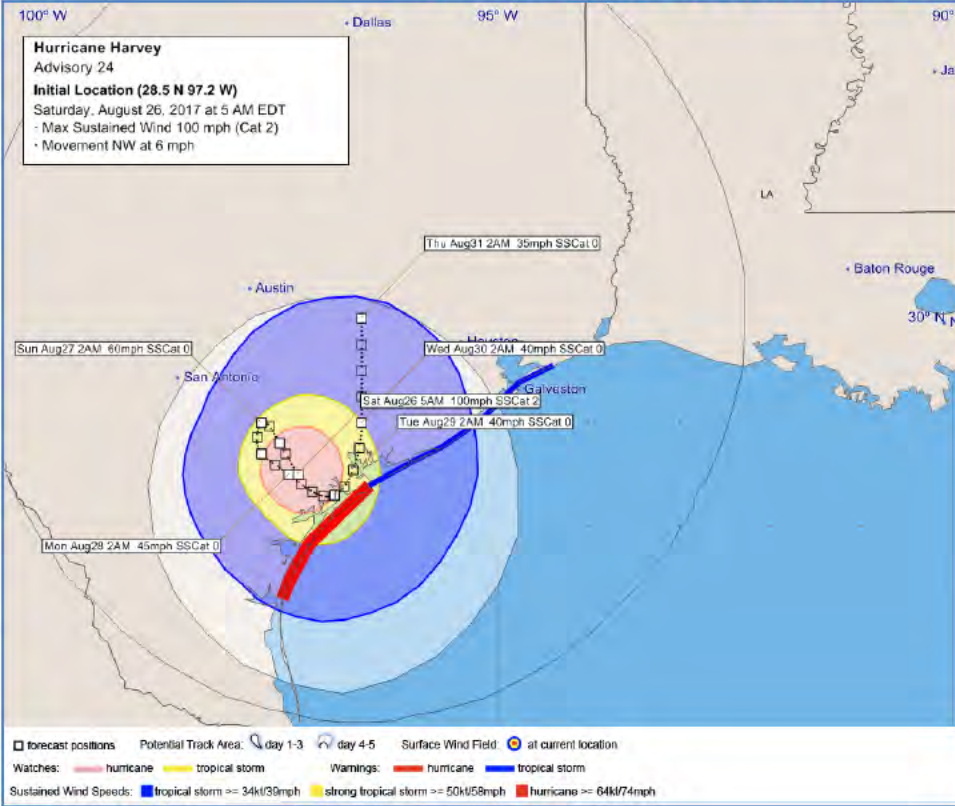 100° W
95° W
90°
Dallas
Hurricane Harvey
Advisory 24
Initial Location (28.5 N 97.2 W)
Saturday, August 26, 2017 at 5 AM EDT
· Max Sustained Wind 100 mph (Cat 2)
· Movement NW at 6 mph
Ja
LA
Thu Aug31 2AM 35mph SSCat 0
Baton Rouge
Austin
30° N
N
Houston
Sun Aug27 2AM 60mph SSCat 0
Wed Aug30 2AM 40mph SSCat 0
San Antonio
Galveston
Sat Aug26 5AM 100mph SSCat 2
Tue Aug29 2AM 40mph SSCat 0
Mon Aug28 2AM 45mph SSCat 0
forecast positions Potential Track Area: day 1-3 day 4-5 Surface Wind Field: at current location
Watches: hurricane tropical storm Warnings: hurricane tropical storm
Sustained Wind Speeds: tropical storm >= 34kt/39mph strong tropical storm >= 50kt/58mph hurricane >= 64kt/74mph